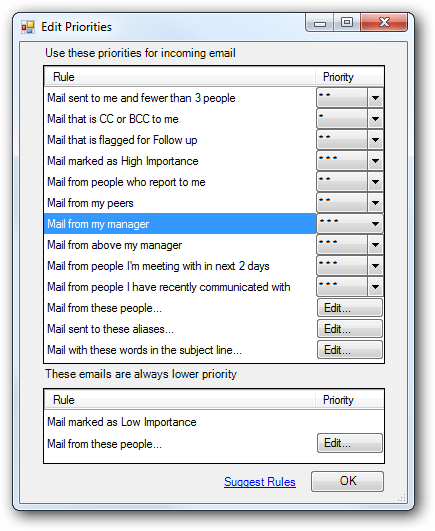 Edit Priorities
Use these priorities for incoming email
Rule Priority
Mail sent to me and fewer than 3 people **
Mail that is CC or BCC to me *
Mail that is flagged for Follow up **
Mail marked as High Importance ***
Mail from people who report to me **
Mail from my peers **
Mail from my manager ***
Mail from above my manager ***
Mail from people I'm meeting with in next 2 days ***
Mail from people I have recently communicated with ***
Mail from these people... Edit...
Mail sent to these aliases... Edit...
Mail with these words in the subject line... Edit...
These emails are always lower priority
Rule Priority
Mail marked as Low Importance
Mail from these people... Edit...
Suggest Rules OK